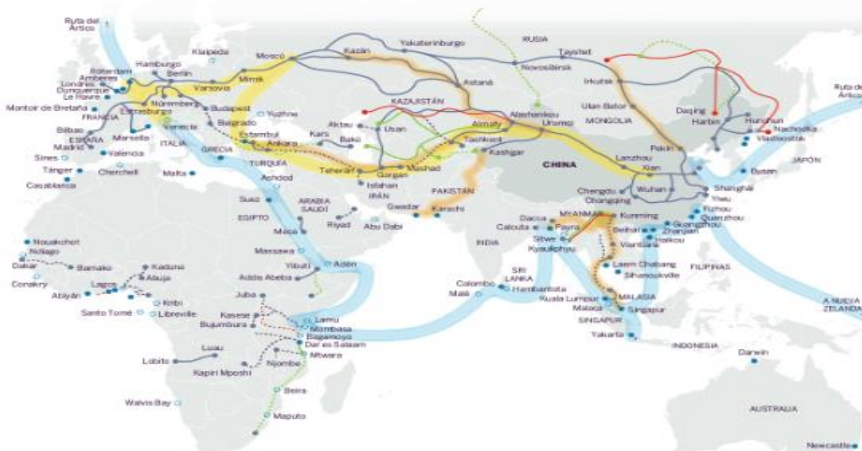 Ruta del
Ártico
Klaipeda
Hamburgo
Berlín
Moscú
Kazán
Yakaterinburgo
RUSIA
Tayshet
Novosibirsk
Roterdam
Amberes
Londres
Dunquerque
Le Havre
Minsk
Varsovia
Astaná
Irkutsk
Montoir de Bretaña
FRANCIA
Estrasburgo
Núremberg
Budapest
KAZAJISTÁN
Alashankou
Ulan Bator
MONGOLIA
Daqing
Harbin
Hunchun
Nachodka
Vladivostok
Ruta del
Ártico
Bilbao
ESPAÑA
Madrid
Marsella
Venecia
ITALIA
Belgrado
Yuzhne
Estambul
Ankara
Kars
Aktau
Bakú
Usan
Almaty
Urumqi
Tashkent
Kashgar
Pekín
Sines
Valencia
GRECIA
TURQUÍA
Teherán
Gorgan
Mashad
CHINA
Lanzhou
Xian
Busan
JAPÓN
Tánger
Cherchell
Casablanca
Malta
Ashdod
Isfahan
IRÁN
PAKISTÁN
Chengdu
Chongqing
Wuhan
Shanghai
Yiwu
Suez
EGIPTO
ARABIA
SAUDÍ
Riyad
Abu Dabi
Gwadar
Karachi
Dacca
Calcuta
Payra
MYANMAR
Kunming
Fizhou
Quanzhou
Guangzhou
Zhanjian
Beihai
Haikou
Meca
INDIA
Sitwe
Kyaukphyu
Vientiane
Nouakchot
Massawa
Adén
Yibuti
Laem Chabang
Sihanoukville
FILIPINAS
Dakar
Bamako
Kaduna
Abuja
Addis Abeba
Colombo
SRI
LANKA
Hambantota
Malé
Conakry
Abiyán
Lagos
Kribi
Libreville
Santo Tomé
Juba
Kuala Lumpur
MALASIA
Malaca
SINGAPUR
Singapur
A NUEVA
ZELANDA
Kasese
Bujumbura
Lamu
Mombasa
Bagamoyo
Dar es Salaam
Mtwara
Yakarta
INDONESIA
Darwin
Lobito
Luau
Njombe
Kapiri Mposhi
Beira
Walvis Bay
Maputo
AUSTRALIA
Newcastle